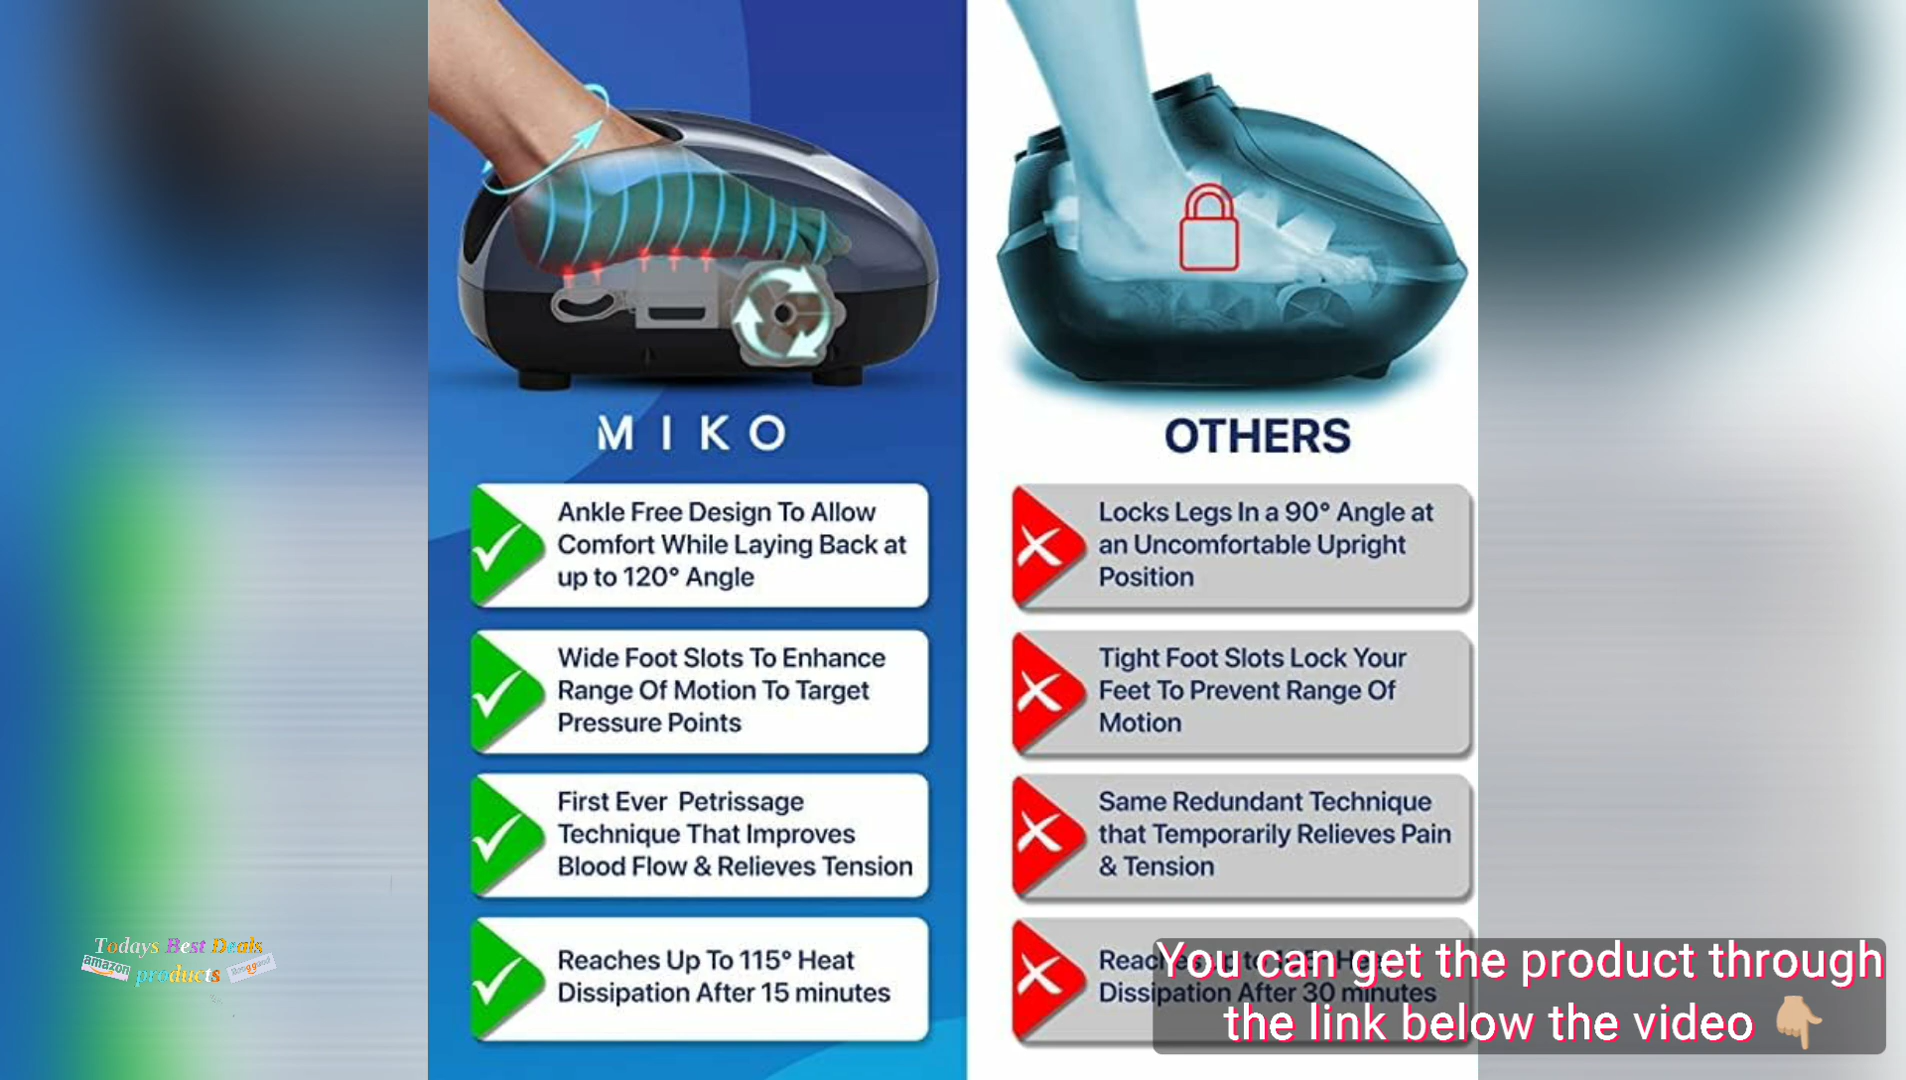 MIKO
Ankle Free Design To Allow
Comfort While Laying Back at
up to 120° Angle
Wide Foot Slots To Enhance
Range Of Motion To Target
Pressure Points
First Ever Petrissage
Technique That Improves
Blood Flow & Relieves Tension
Reaches Up To 115° Heat
Dissipation After 15 minutes
OTHERS
Locks Legs In a 90° Angle at
an Uncomfortable Upright
Position
Tight Foot Slots Lock Your
Feet To Prevent Range Of
Motion
Same Redundant Technique
that Temporarily Relieves Pain
& Tension
Reaches Up to Heat
Dissipation After 30 minutes
You can get the product through
the link below the video 👇🏼
Todays Best Deals
amazon products